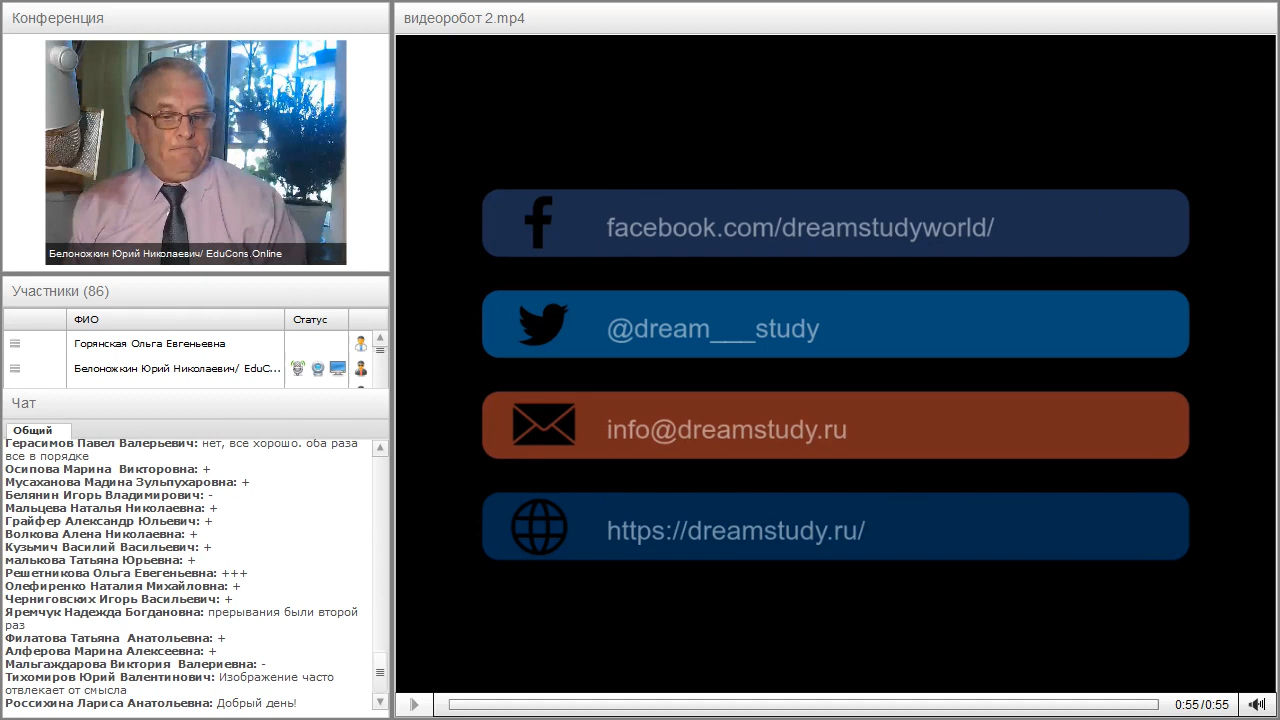 Конференция
Белоножкин Юрий Николаевич/ EduCons.Online
Участники (86)
ФИО
Статус
Горянская Ольга Евгеньевна
Белоножкин Юрий Николаевич/ EduC...
Чат
Общий
Герасимов Павел Валерьевич: нет, все хорошо. оба раза
все в порядке
Осипова Марина Викторовна: +
Мусаханова Мадина Зульпухаровна: +
Белянин Игорь Владимирович: -
Мальцева Наталья Николаевна: +
Грайфер Александр Юльевич: +
Волкова Алена Николаевна: +
Кузьмич Василий Васильевич: +
малькова Татьяна Юрьевна: +
Решетникова Ольга Евегеньевна: +++
Олефиренко Наталия Михайловна: +
Черниговских Игорь Васильевич: +
Яремчук Надежда Богдановна: прерывания были второй
раз
Филатова Татьяна Анатольевна: +
Алферова Марина Алексеевна: +
Мальгаждарова Виктория Валериевна: -
Тихомиров Юрий Валентинович: Изображение часто
отвлекает от смысла
Россихина Лариса Анатольевна: Добрый день!
видеоробот 2.mp4
facebook.com/dreamstudyworld/
@dream___study
info@dreamstudy.ru
https://dreamstudy.ru/
0:55/0:55